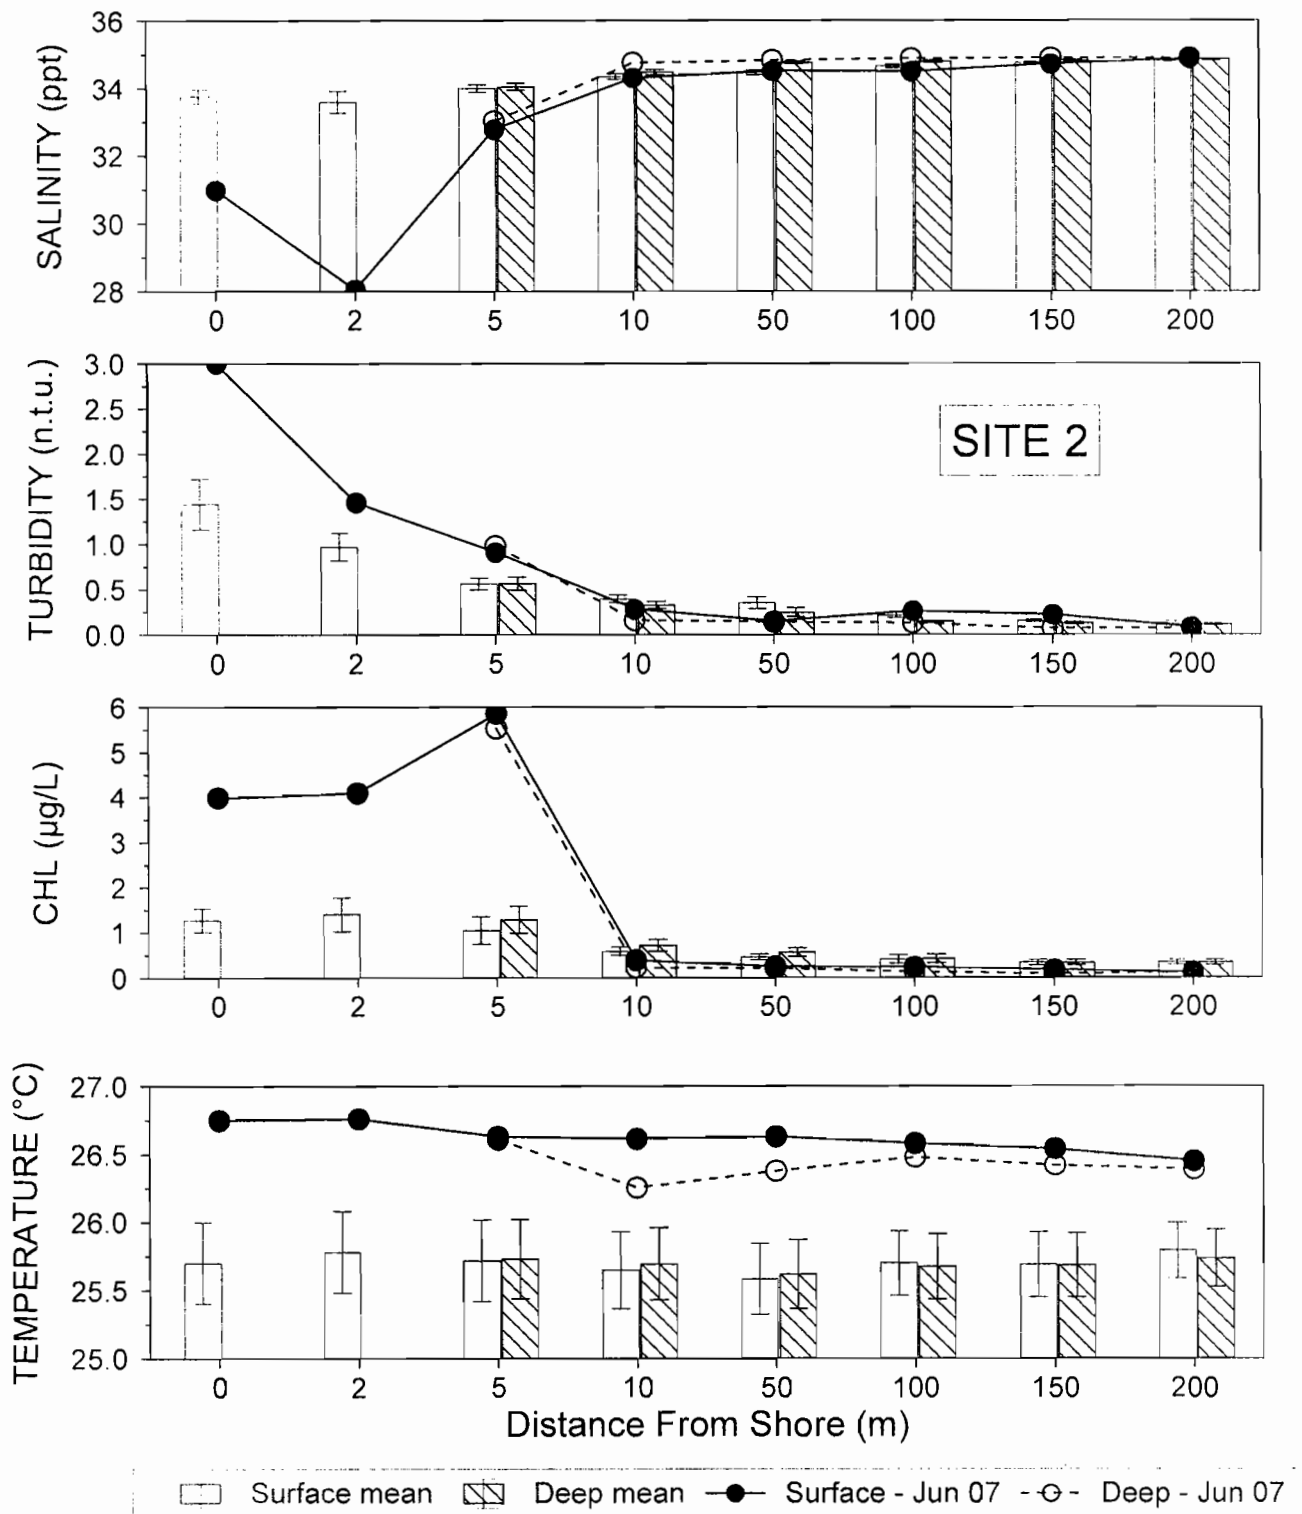 SALINITY (ppt)
36
34
32
30
28
0 2 5 10 50 100 150 200
TURBIDITY (n.t.u.)
3.0
2.5
2.0
1.5
1.0
0.5
0.0
SITE 2
0 2 5 10 50 100 150 200
CHL (µg/L)
6
5
4
3
2
1
0
0 2 5 10 50 100 150 200
TEMPERATURE (°C)
27.0
26.5
26.0
25.5
25.0
0 2 5 10 50 100 150 200
Distance From Shore (m)
Surface mean Deep mean Surface - Jun 07 Deep - Jun 07